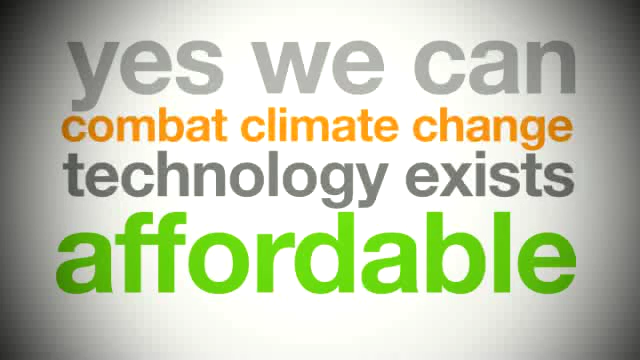 yes we can
combat climate change
technology exists
affordable